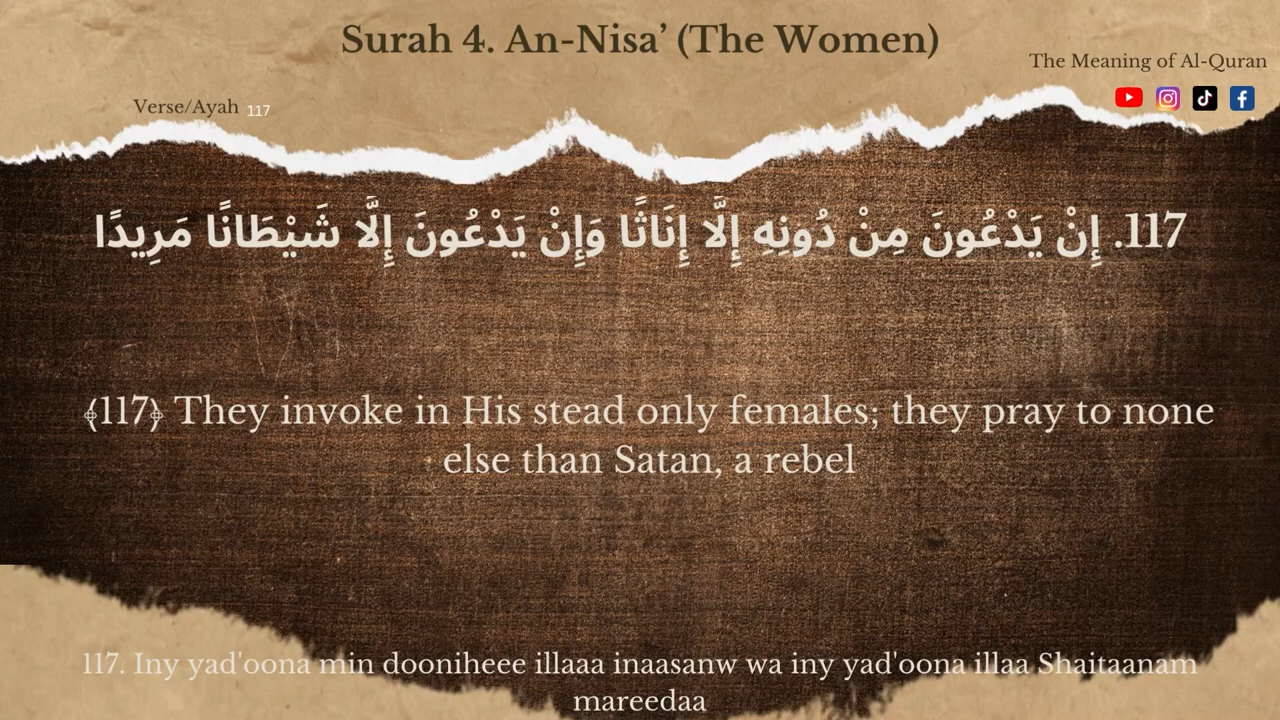 Surah 4. An-Nisa’ (The Women)
The Meaning of Al-Quran
Verse/Ayah 117
117. إِنْ يَدْعُونَ مِنْ دُونِهِ إِلَّا إِنَاثًا وَإِنْ يَدْعُونَ إِلَّا شَيْطَانًا مَرِيدًا
﴾117﴿ They invoke in His stead only females; they pray to none
else than Satan, a rebel
117. Iny yad'oona min dooniheee illaaa inaasanw wa iny yad'oona illaa Shaitaanam
mareedaa